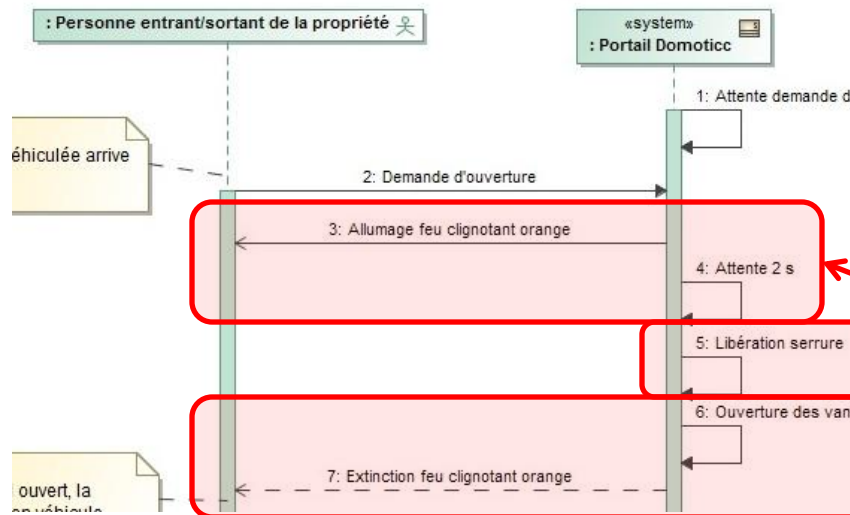 : Personne entrant/sortant de la propriété
«system»
: Portail Domoticc
1: Attente demande d
éhiculée arrive
2: Demande d'ouverture
3: Allumage feu clignotant orange
4: Attente 2 s
5: Libération serrure
6: Ouverture des van
7: Extinction feu clignotant orange
ouvert, la